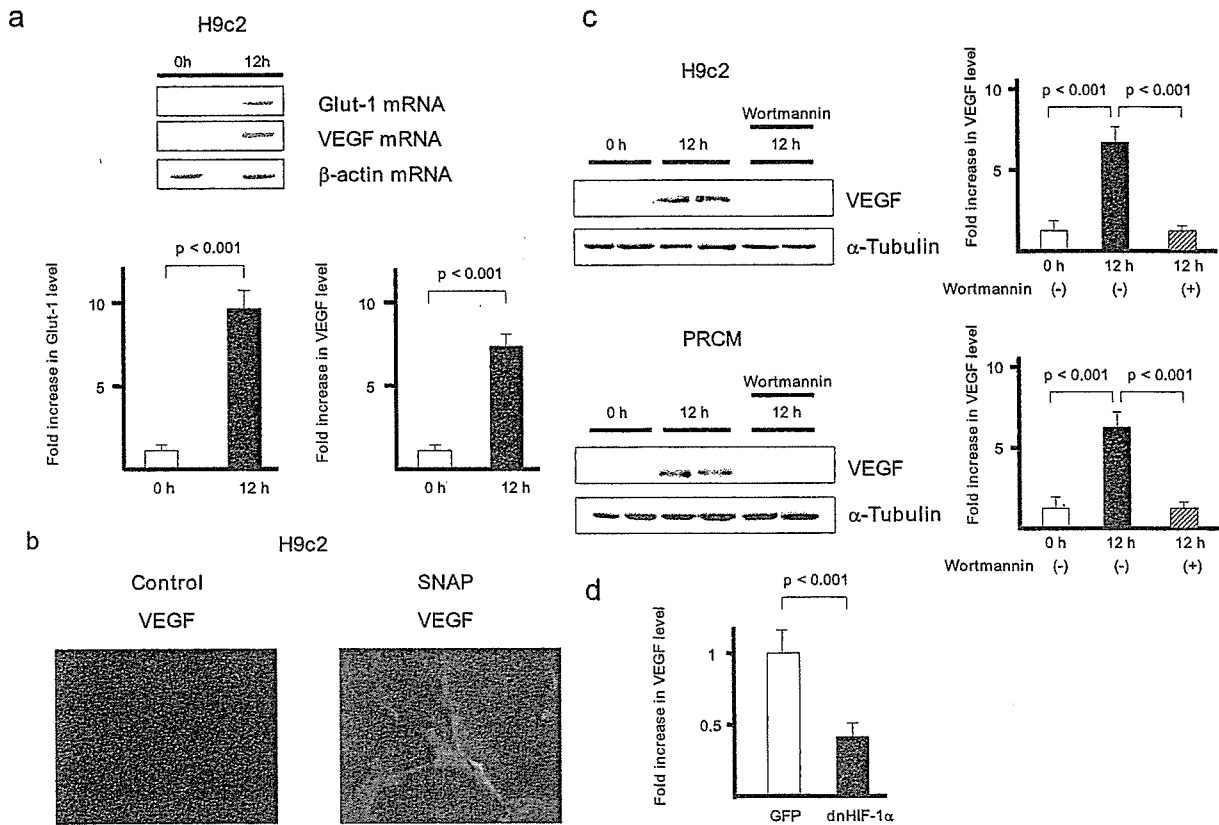 a
H9c2
0h 12h
Glut-1 mRNA
VEGF mRNA
β-actin mRNA
p < 0.001
Fold increase in Glut-1 level
10
5
0 h 12 h
p < 0.001
Fold increase in VEGF level
10
5
0 h 12 h
b
H9c2
Control
VEGF
SNAP
VEGF
c
H9c2
Wortmannin
0 h 12 h 12 h
VEGF
α-Tubulin
p < 0.001 p < 0.001
Fold increase in VEGF level
10
5
0 h 12 h 12 h
Wortmannin (-) (-) (+)
PRCM
Wortmannin
0 h 12 h 12 h
VEGF
α-Tubulin
p < 0.001 p < 0.001
Fold increase in VEGF level
10
5
0 h 12 h 12 h
Wortmannin (-) (-) (+)
d
p < 0.001
Fold increase in VEGF level
1
0.5
GFP dnHIF-1α